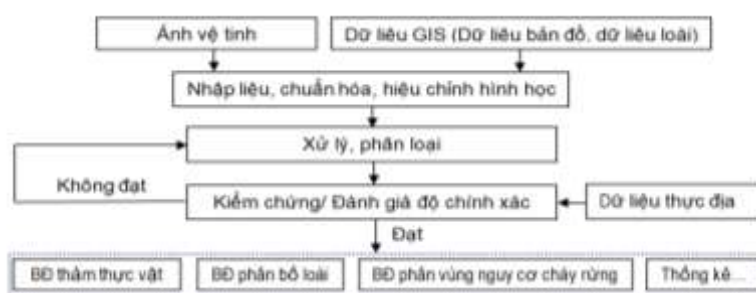 Ảnh vệ tinh
Dữ liệu GIS (Dữ liệu bản đồ, dữ liệu loài)
Nhập liệu, chuẩn hóa, hiệu chỉnh hình học
Xử lý, phân loại
Không đạt
Kiểm chứng/ Đánh giá độ chính xác
Dữ liệu thực địa
Đạt
BĐ thảm thực vật
BĐ phân bố loài
BĐ phân vùng nguy cơ cháy rừng
Thống kê...